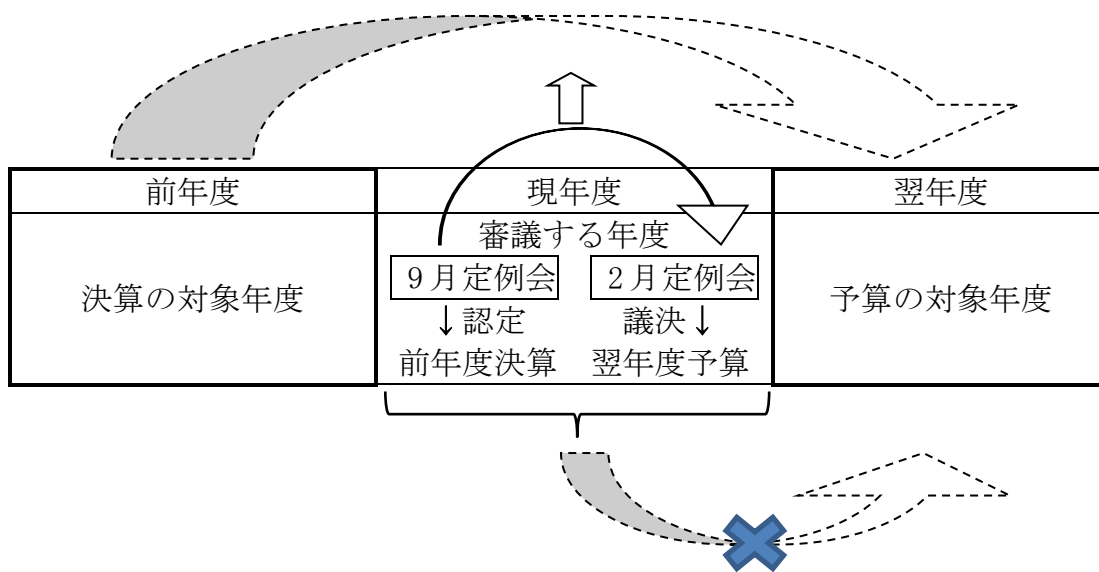 前年度
現年度
翌年度
決算の対象年度
審議する年度
9月定例会
2月定例会
↓認定
議決↓
前年度決算
翌年度予算
予算の対象年度